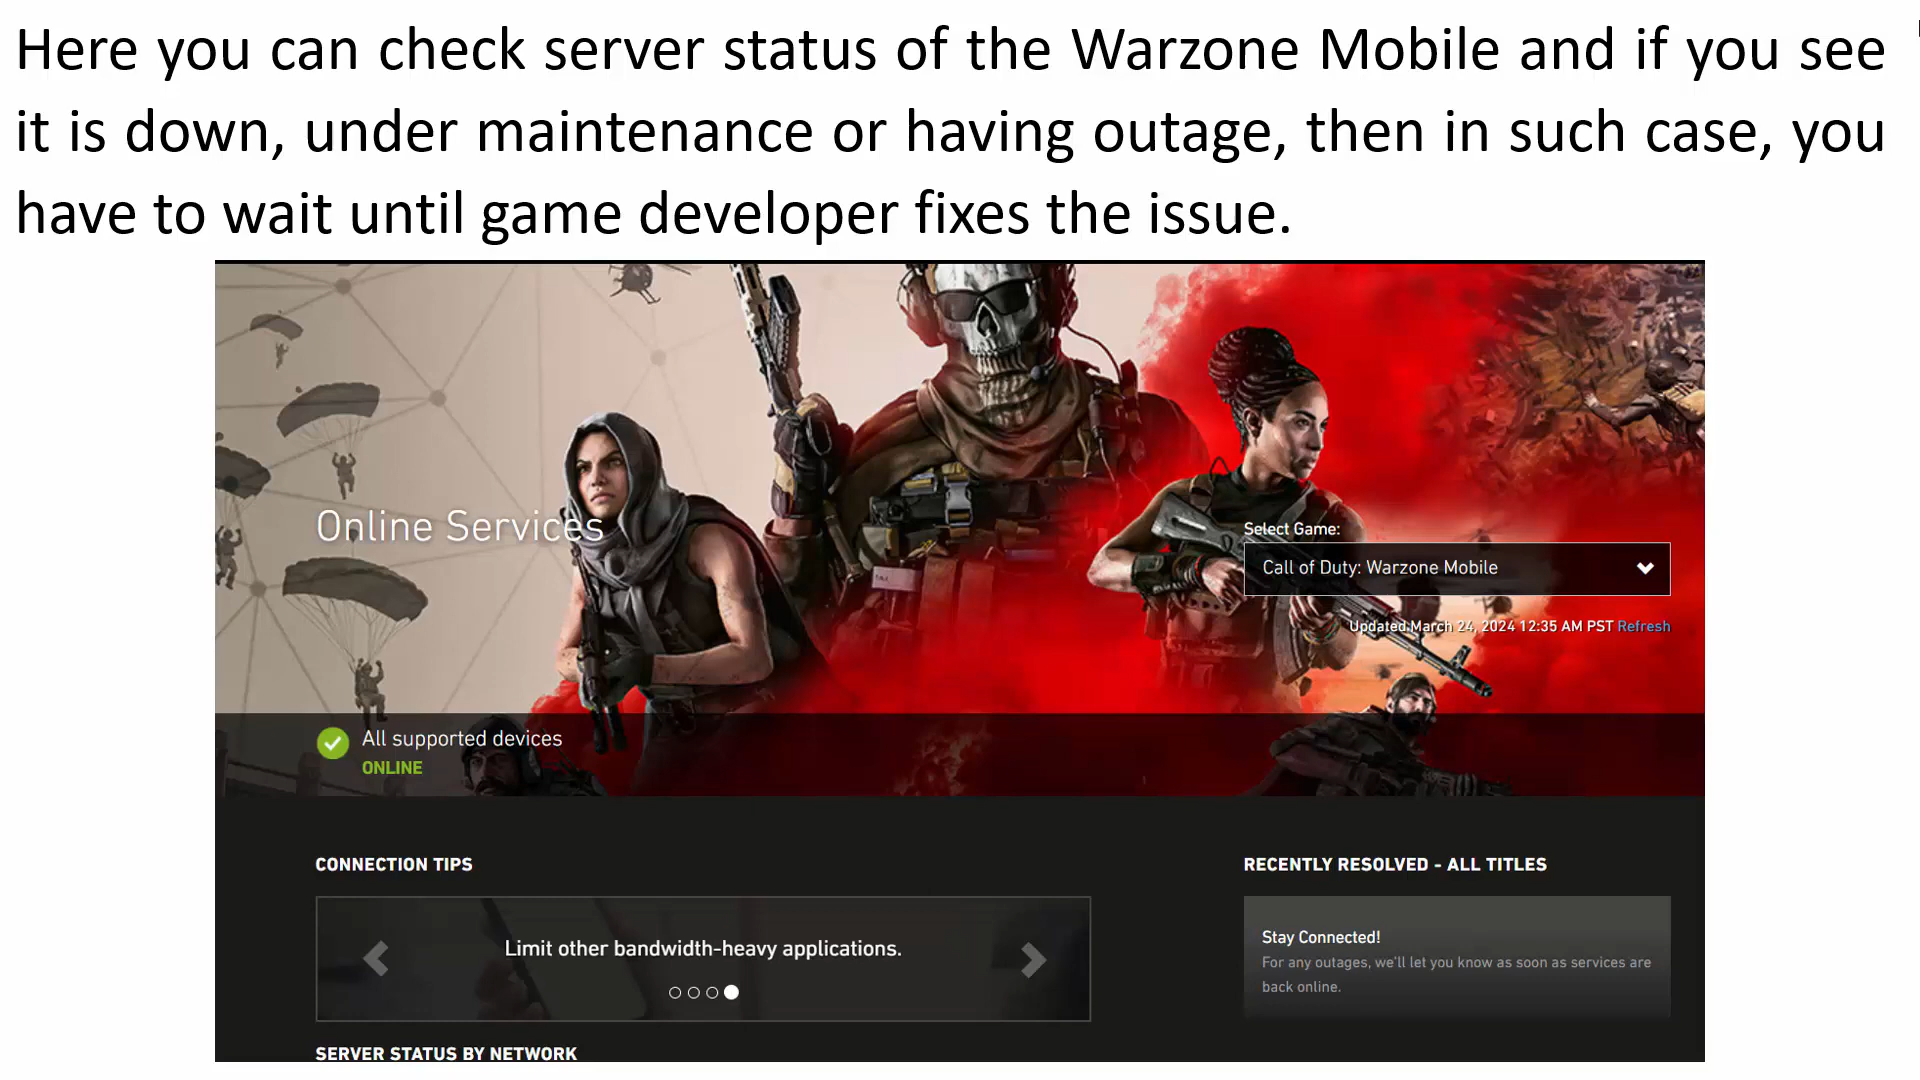 Here you can check server status of the Warzone Mobile and if you see
it is down, under maintenance or having outage, then in such case, you
have to wait until game developer fixes the issue.
Online Services
Select Game:
Call of Duty: Warzone Mobile
Updated:March 24, 2024 12:35 AM PST Refresh
All supported devices
ONLINE
CONNECTION TIPS
Limit other bandwidth-heavy applications.
RECENTLY RESOLVED - ALL TITLES
Stay Connected!
For any outages, we'll let you know as soon as services are
back online.
SERVER STATUS BY NETWORK